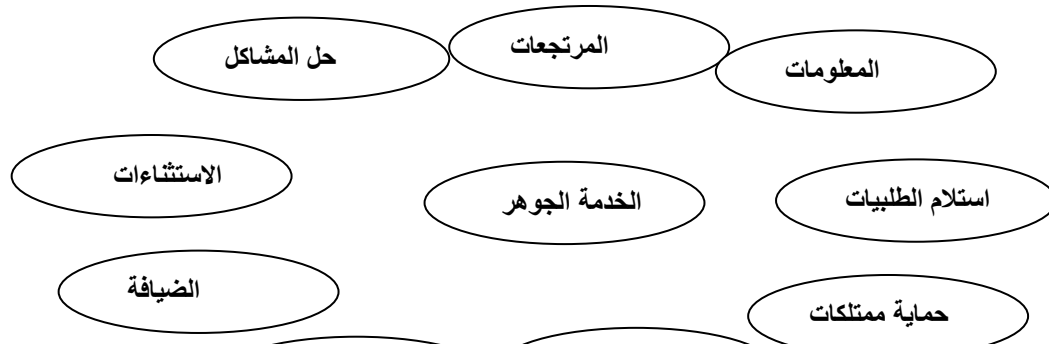 المرتجعات
حل المشاكل
المعلومات
الاستثناءات
استلام الطلبيات
الخدمة الجوهر
الضيافة
حماية ممتلكات